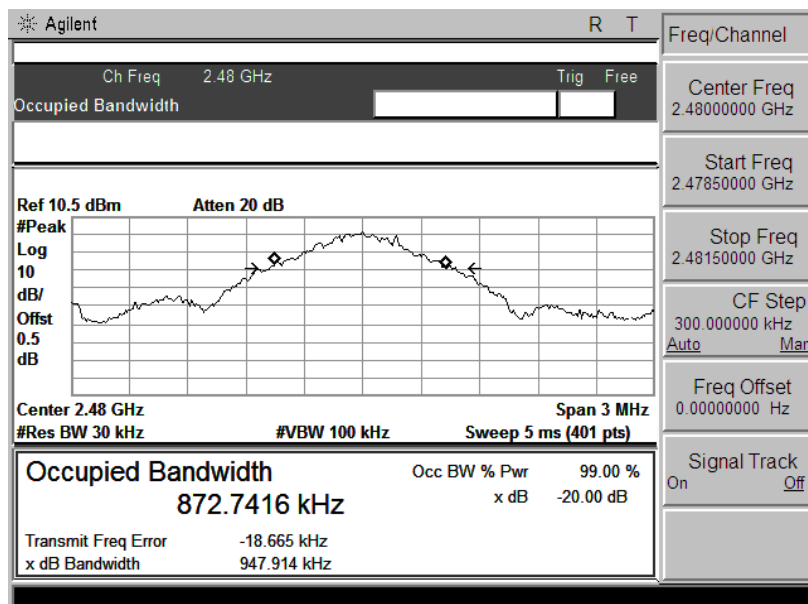 Agilent R T
Ch Freq 2.48 GHz Trig Free
Occupied Bandwidth
Ref 10.5 dBm Atten 20 dB
#Peak
Log
10
dB/
Offst
0.5
dB
Center 2.48 GHz Span 3 MHz
#Res BW 30 kHz #VBW 100 kHz Sweep 5 ms (401 pts)
Occupied Bandwidth
872.7416 kHz
Occ BW % Pwr 99.00 %
x dB -20.00 dB
Transmit Freq Error -18.665 kHz
x dB Bandwidth 947.914 kHz
Freq/Channel
Center Freq
2.48000000 GHz
Start Freq
2.47850000 GHz
Stop Freq
2.48150000 GHz
CF Step
300.000000 kHz
Auto Mar
Freq Offset
0.00000000 Hz
Signal Track
On Off